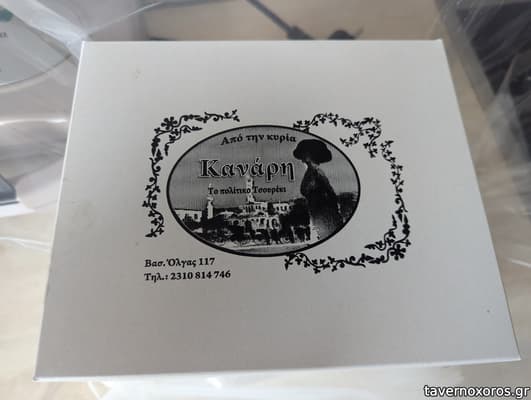 Από την κυρία
Κανάρη
Το πολίτικο Τσουρέκι
Βασ. Όλγας 117
Τηλ.: 2310 814 746
tavernoxoros.gr